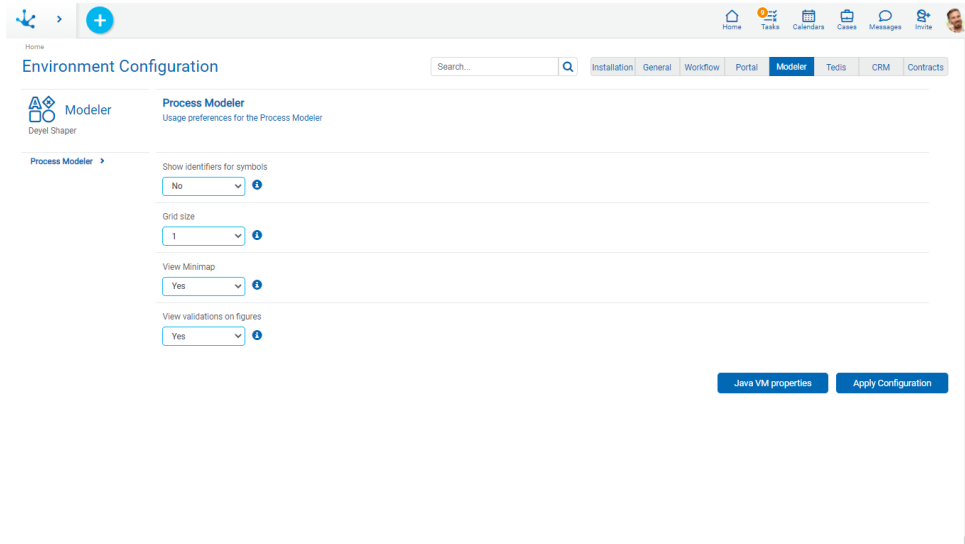 9
Home
Tasks
Calendars
Cases
Messages
Invite
Home
Environment Configuration
Search...
Installation
General
Workflow
Portal
Modeler
Tedis
CRM
Contracts
Modeler
Deyel Shaper
Process Modeler
Process Modeler
Usage preferences for the Process Modeler
Show identifiers for symbols
No
Grid size
1
View Minimap
Yes
View validations on figures
Yes
Java VM properties
Apply Configuration